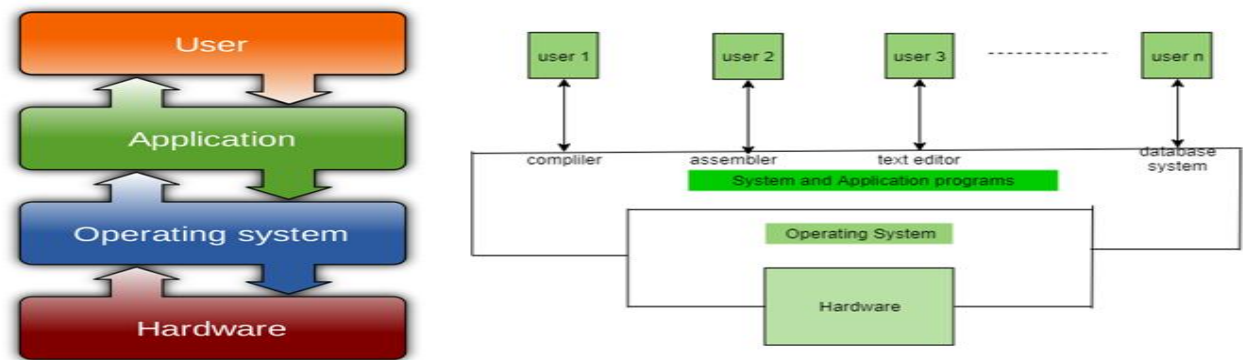 User
Application
Operating system
Hardware
user 1
user 2
user 3
user n
compliler
assembler
text editor
database
system
System and Application programs
Operating System
Hardware